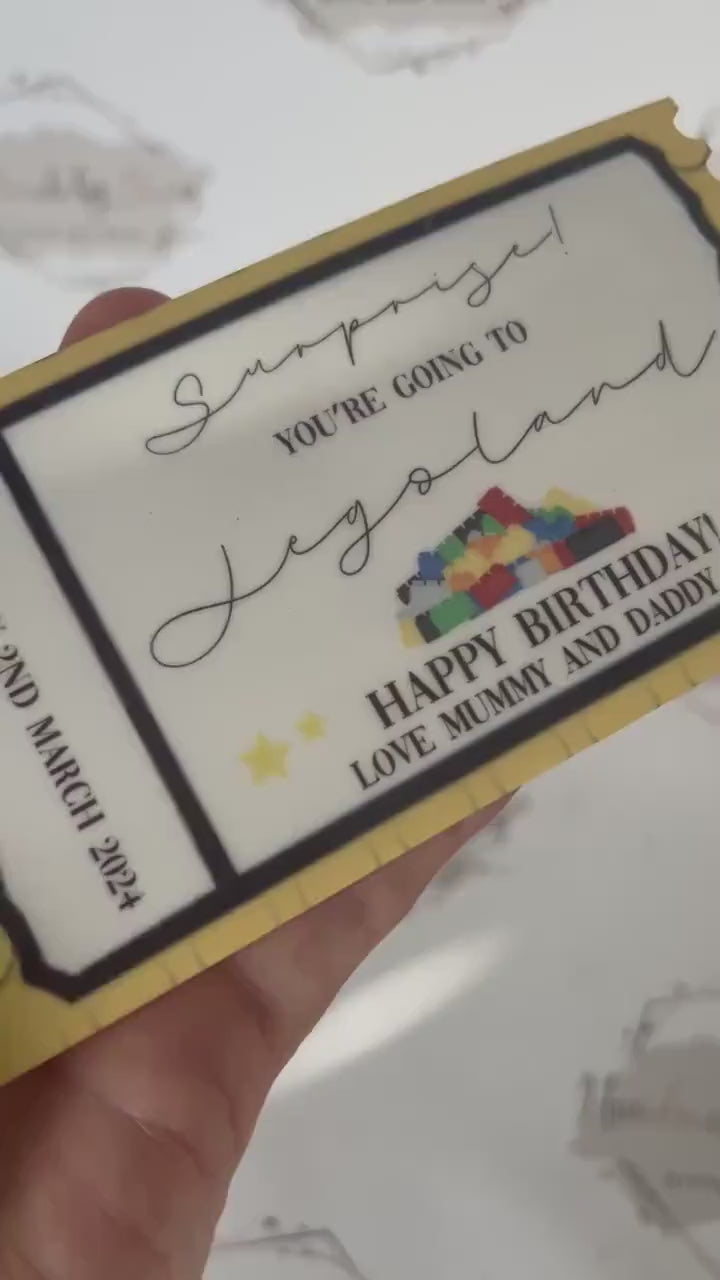 Surprise!
YOU'RE GOING TO
Legoland
HAPPY BIRTHDAY!
LOVE MUMMY AND DADDY
2ND MARCH 2024